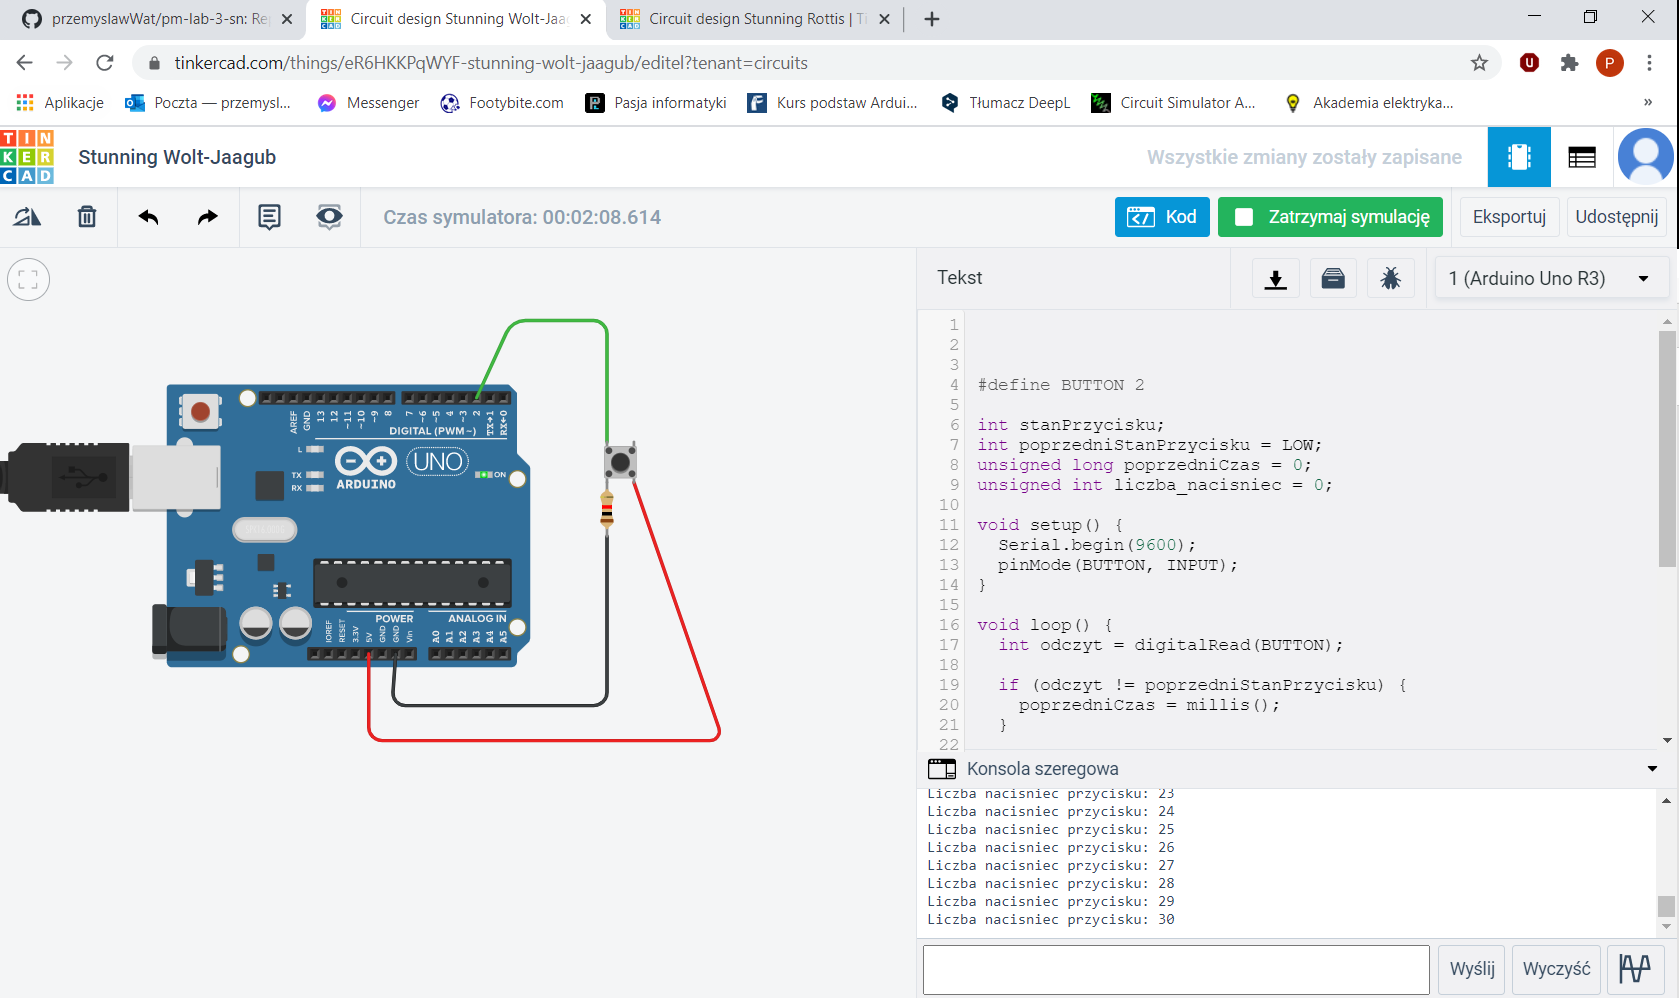 przemyslawWat/pm-lab-3-sn: Re
Circuit design Stunning Wolt-Jaa
Circuit design Stunning Rottis | Ti
tinkercad.com/things/eR6HKKPqWYF-stunning-wolt-jaagub/editel?tenant=circuits
P
Aplikacje
Poczta — przemysl...
Messenger
Footybite.com
Pasja informatyki
Kurs podstaw Ardui...
Tłumacz DeepL
Circuit Simulator A...
Akademia elektryka...
»
TINKERCAD
Stunning Wolt-Jaagub
Wszystkie zmiany zostały zapisane
Czas symulatora: 00:02:08.614
Kod
Zatrzymaj symulację
Eksportuj
Udostępnij
Tekst
1 (Arduino Uno R3)
AREF
GND
13
12
~11
~10
~9
8
7
~6
~5
4
~3
2
TX→1
RX←0
DIGITAL (PWM~)
L
TX
RX
ARDUINO
UNO
ON
POWER
ANALOG IN
IOREF
RESET
3.3V
5V
GND
GND
Vin
A0
A1
A2
A3
A4
A5
1
2
3
4 #define BUTTON 2
5
6 int stanPrzycisku;
7 int poprzedniStanPrzycisku = LOW;
8 unsigned long poprzedniCzas = 0;
9 unsigned int liczba_nacisniec = 0;
10
11 void setup() {
12 Serial.begin(9600);
13 pinMode(BUTTON, INPUT);
14 }
15
16 void loop() {
17 int odczyt = digitalRead(BUTTON);
18
19 if (odczyt != poprzedniStanPrzycisku) {
20 poprzedniCzas = millis();
21 }
22
Konsola szeregowa
Liczba nacisniec przycisku: 23
Liczba nacisniec przycisku: 24
Liczba nacisniec przycisku: 25
Liczba nacisniec przycisku: 26
Liczba nacisniec przycisku: 27
Liczba nacisniec przycisku: 28
Liczba nacisniec przycisku: 29
Liczba nacisniec przycisku: 30
Wyślij
Wyczyść